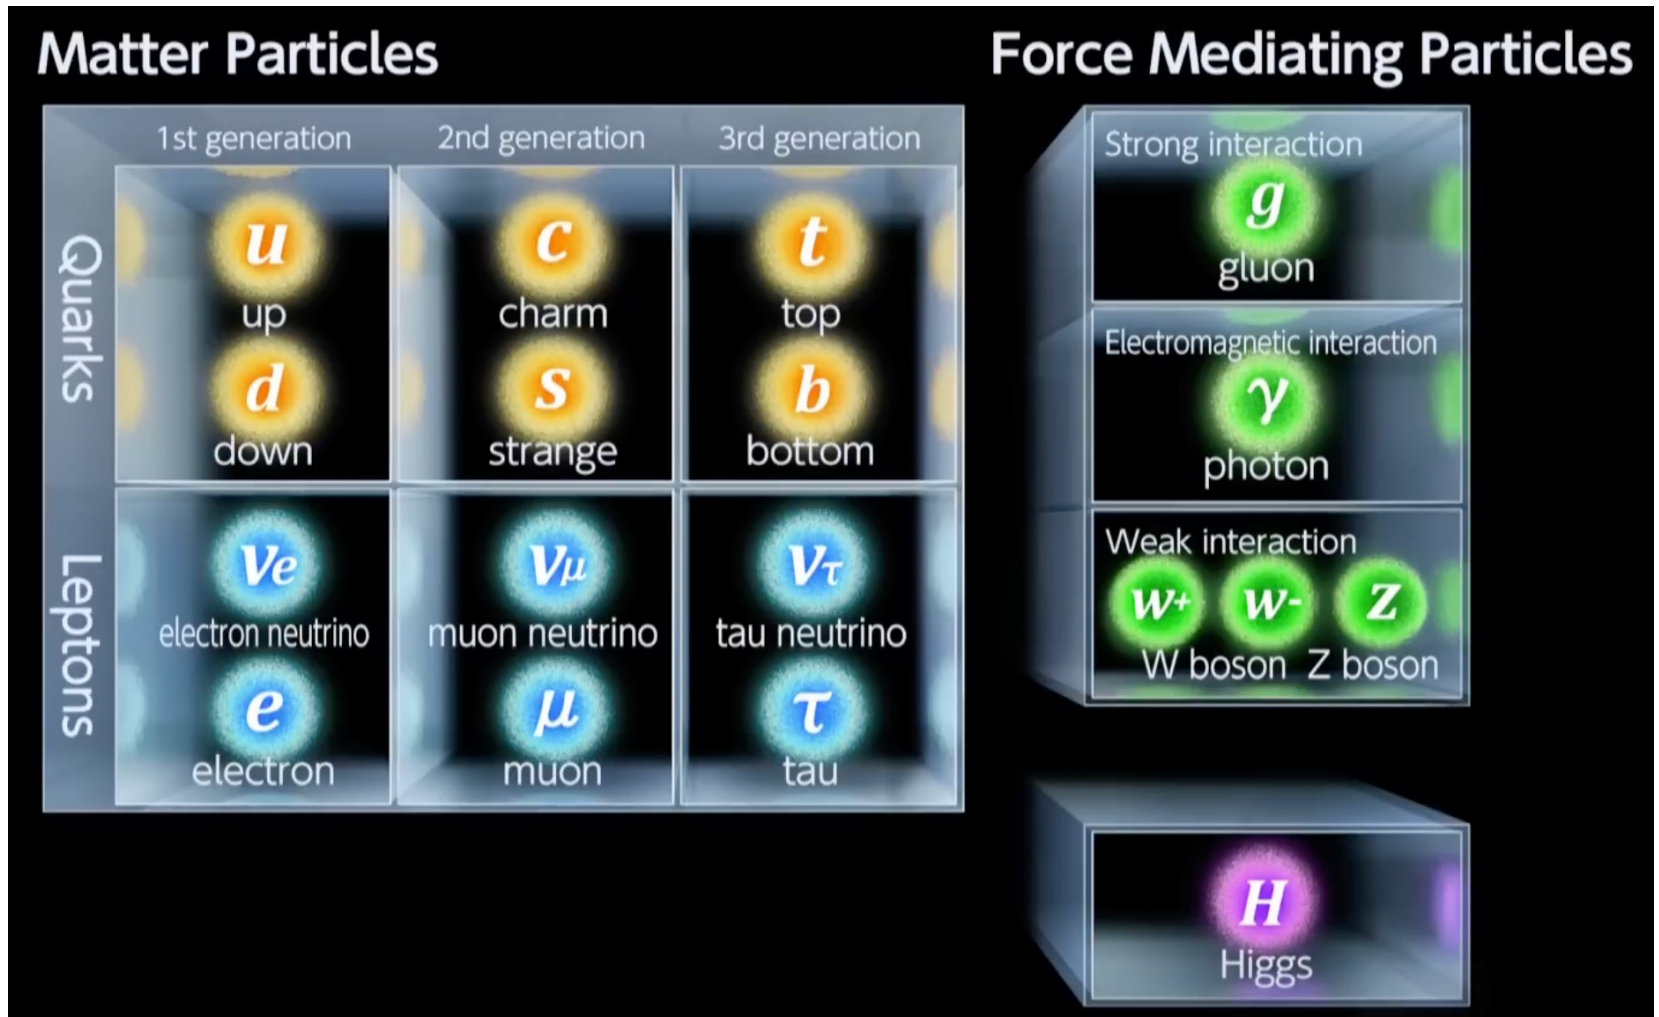 Matter Particles
1st generation 2nd generation 3rd generation
Quarks
u c t
up charm top
d s b
down strange bottom
Leptons
νe νμ ντ
electron neutrino muon neutrino tau neutrino
e μ τ
electron muon tau
Force Mediating Particles
Strong interaction
g
gluon
Electromagnetic interaction
γ
photon
Weak interaction
W+ W- Z
W boson Z boson
H
Higgs